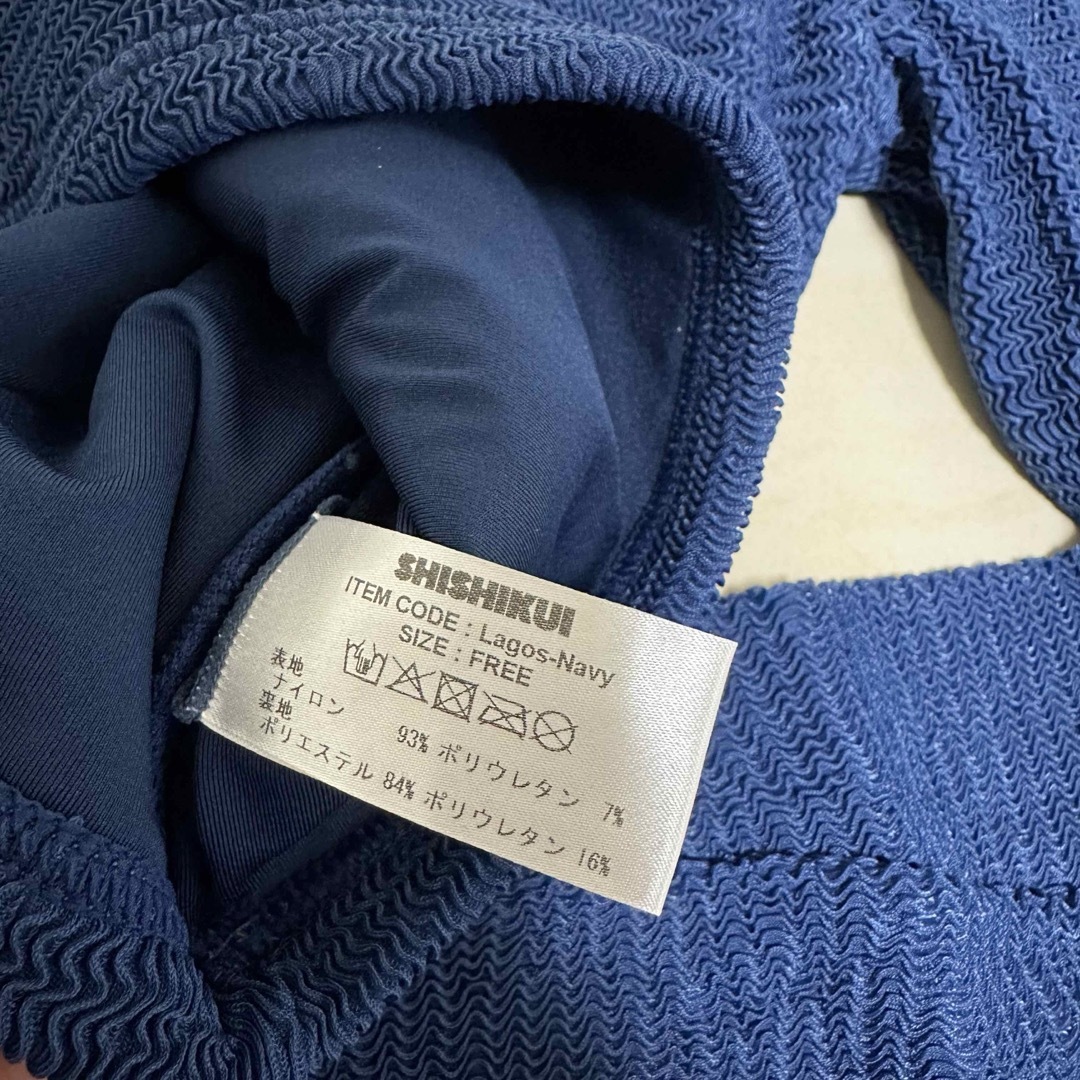 SHISHIKUI
ITEM CODE : Lagos-Navy
SIZE : FREE
表地
ナイロン 93% ポリウレタン 7%
裏地
ポリエステル 84% ポリウレタン 16%